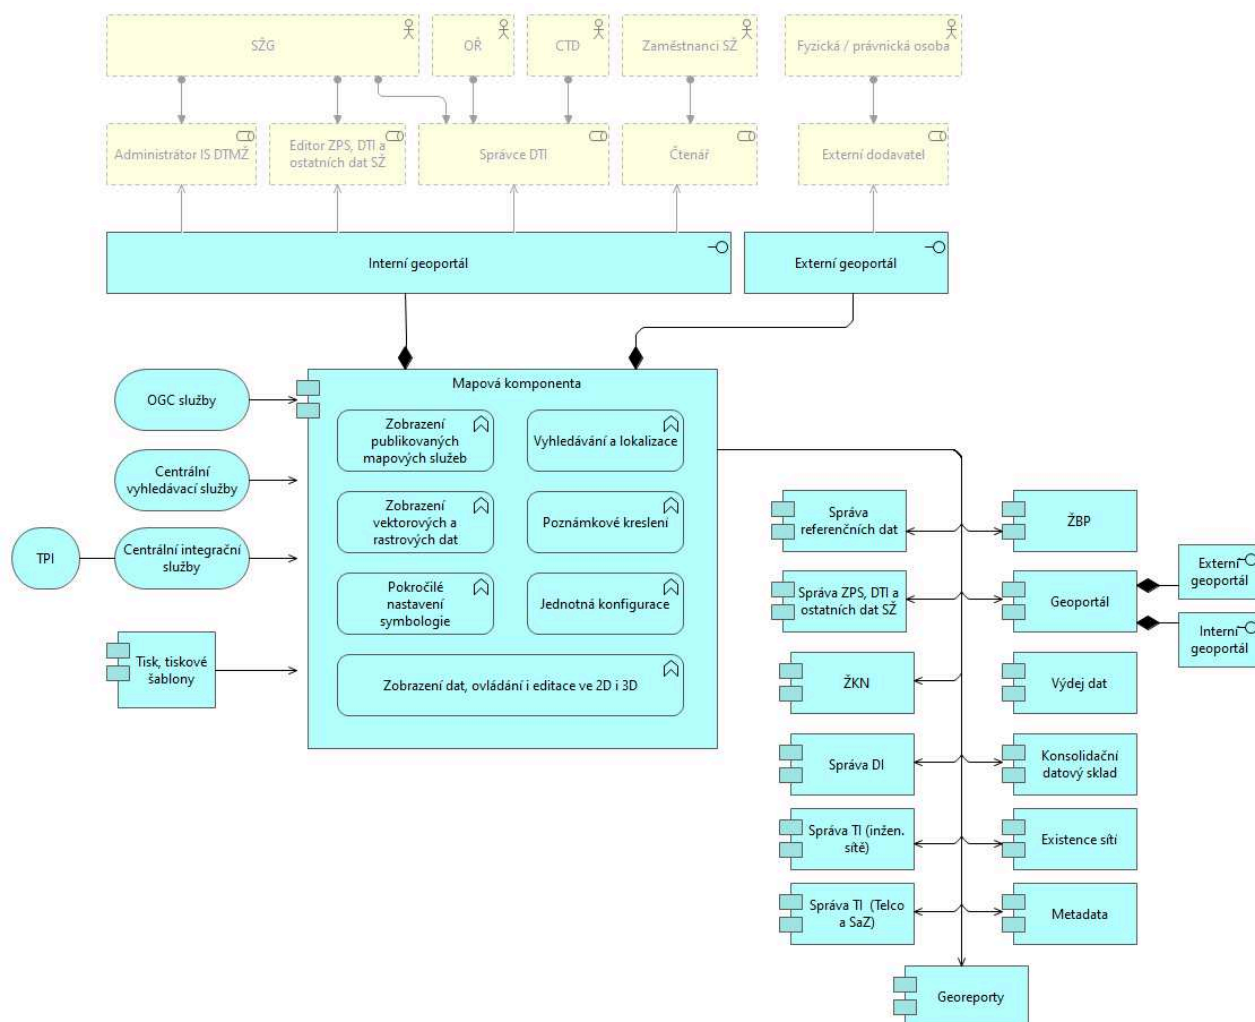 SŽG
OŘ
CTD
Zaměstnanci SŽ
Fyzická / právnická osoba
Administrátor IS DTMŽ
Editor ZPS, DTI a
ostatních dat SŽ
Správce DTI
Čtenář
Externí dodavatel
Interní geoportál
Externí geoportál
Mapová komponenta
OGC služby
Centrální
vyhledávací služby
TPI
Centrální integrační
služby
Tisk, tiskové
šablony
Zobrazení
publikovaných
mapových služeb
Vyhledávání a lokalizace
Zobrazení
vektorových a
rastrových dat
Poznámkové kreslení
Pokročilé
nastavení
symbologie
Jednotná konfigurace
Zobrazení dat, ovládání i editace ve 2D i 3D
Správa
referenčních dat
ŽBP
Správa ZPS, DTI a
ostatních dat SŽ
Geoportál
Externí
geoportál
Interní
geoportál
ŽKN
Výdej dat
Správa DI
Konsolidační
datový sklad
Správa TI (inžen.
sítě)
Existence sítí
Správa TI (Telco
a SaZ)
Metadata
Georeporty